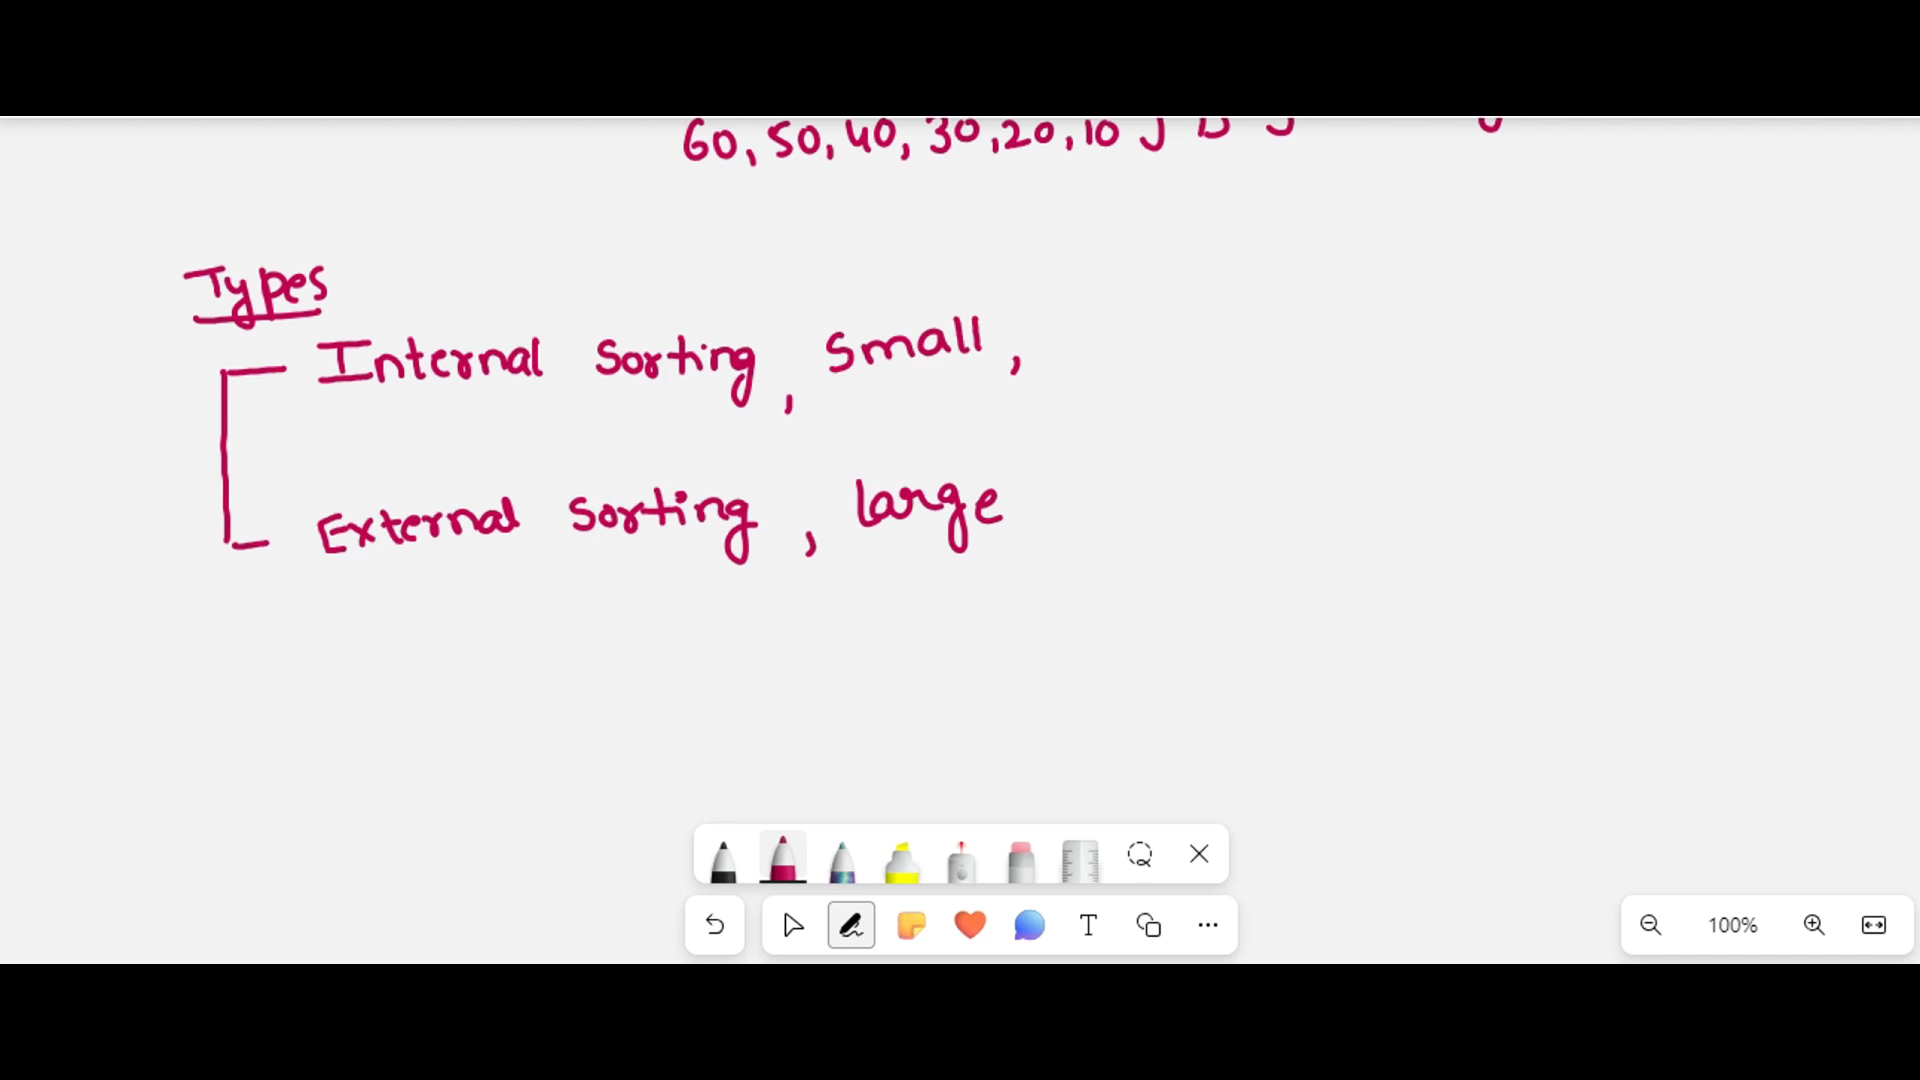 60, 50, 40, 30, 20, 10
Types
Internal Sorting, Small,
External Sorting, large
T
100%